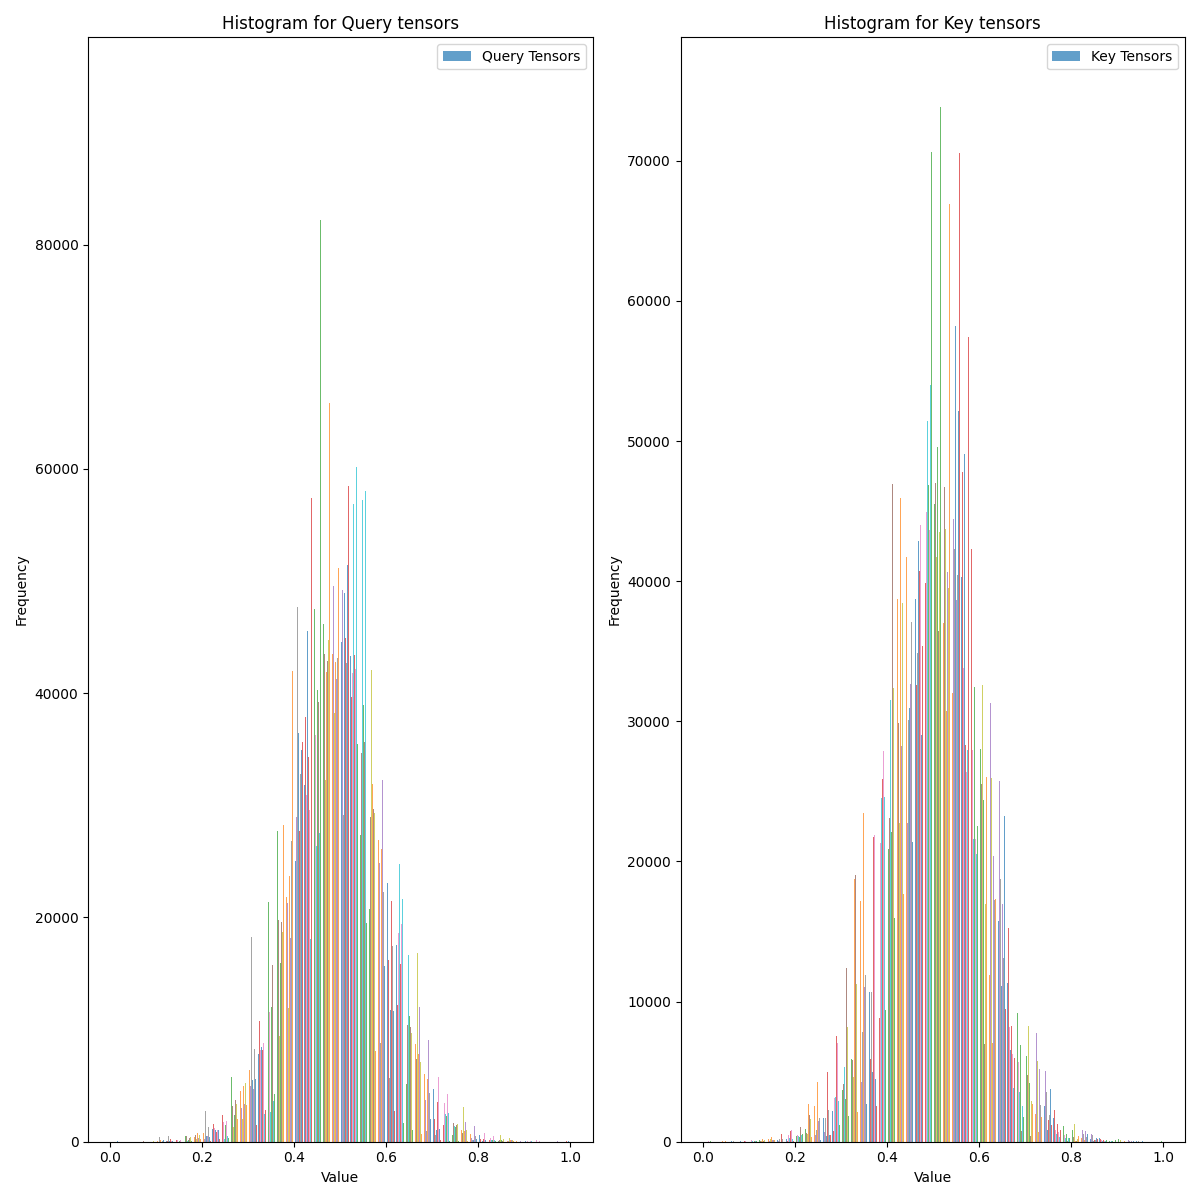 Histogram for Query tensors
Query Tensors
80000
60000
40000
20000
0
Frequency
0.0 0.2 0.4 0.6 0.8 1.0
Value
Histogram for Key tensors
Key Tensors
70000
60000
50000
40000
30000
20000
10000
0
Frequency
0.0 0.2 0.4 0.6 0.8 1.0
Value